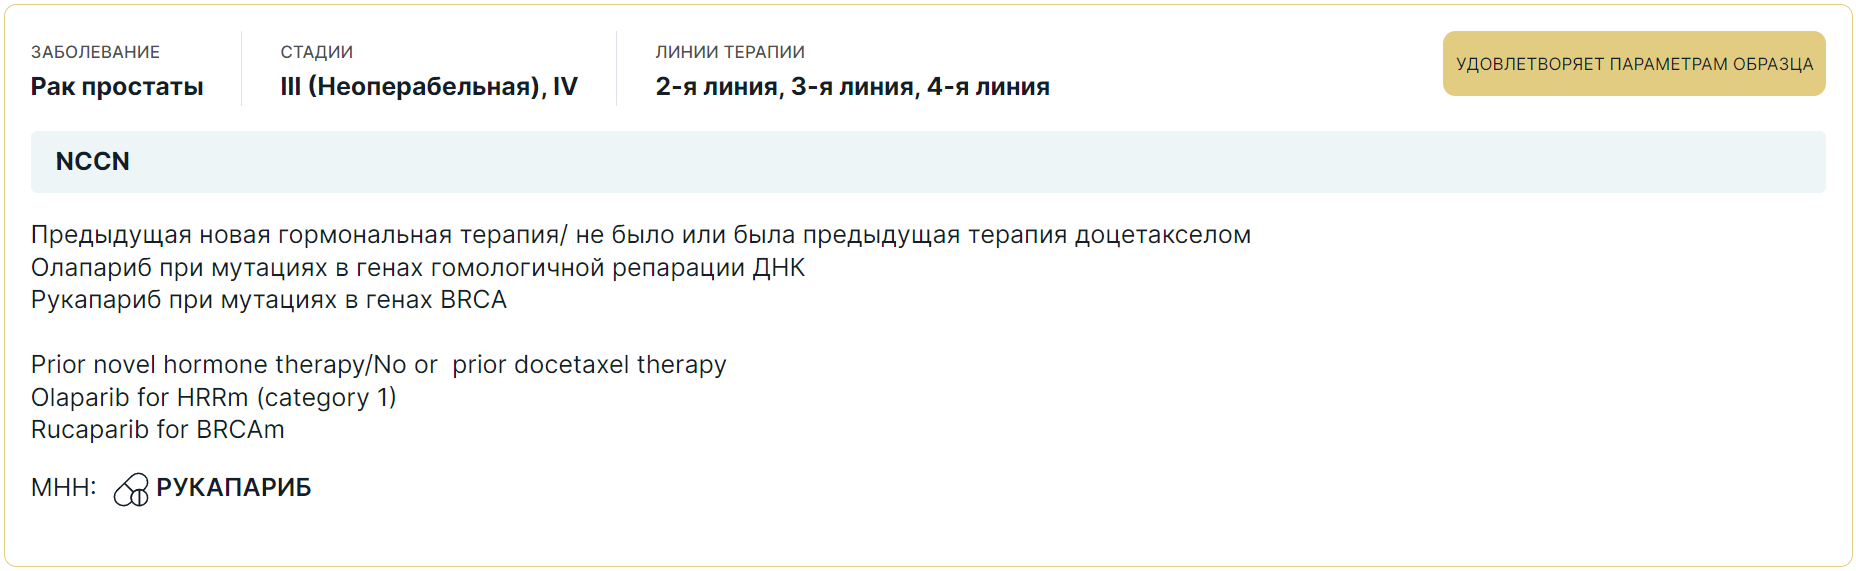 ЗАБОЛЕВАНИЕ
Рак простаты
СТАДИИ
III (Неоперабельная), IV
ЛИНИИ ТЕРАПИИ
2-я линия, 3-я линия, 4-я линия
УДОВЛЕТВОРЯЕТ ПАРАМЕТРАМ ОБРАЗЦА
NCCN
Предыдущая новая гормональная терапия/ не было или была предыдущая терапия доцетакселом
Олапариб при мутациях в генах гомологичной репарации ДНК
Рукапариб при мутациях в генах BRCA
Prior novel hormone therapy/No or  prior docetaxel therapy
Olaparib for HRRm (category 1)
Rucaparib for BRCAm
МНН: РУКАПАРИБ